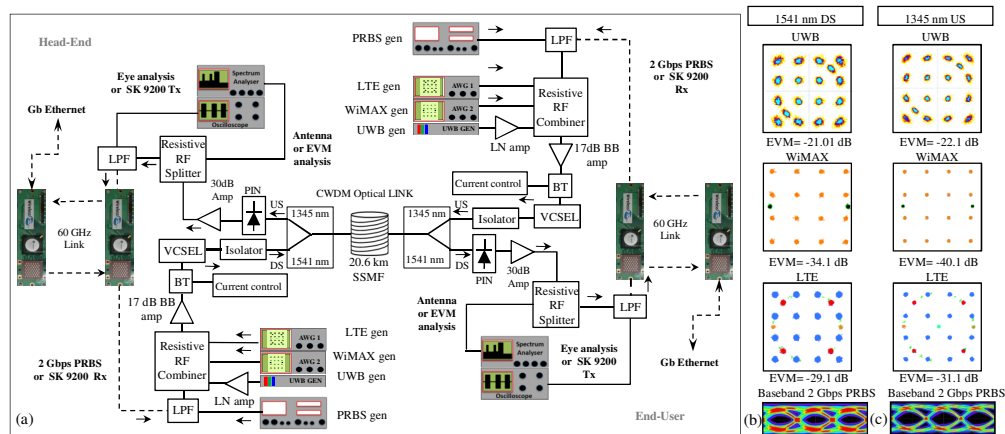 Head-End
Eye analysis
or SK 9200 Tx
Spectrum
Analyser
Oscilloscope
Gb Ethernet
LPF
Resistive
RF
Splitter
Antenna
or EVM
analysis
30dB
Amp
PIN
60 GHz
Link
VCSEL
Isolator
US
DS
1345 nm
1541 nm
CWDM Optical LINK
20.6 km
SSMF
BT
Current control
17 dB BB
amp
Resistive
RF
Combiner
LTE gen
AWG 1
WiMAX gen
AWG 2
UWB gen
UWB GEN
LN amp
2 Gbps PRBS
or SK 9200 Rx
LPF
PRBS gen
(a)
PRBS gen
LPF
2 Gbps PRBS
or SK 9200
Rx
LTE gen
AWG 1
WiMAX gen
AWG 2
UWB gen
UWB GEN
LN amp
Resistive
RF
Combiner
17dB BB
amp
Current control
BT
VCSEL
Isolator
US
1345 nm
1541 nm
DS
PIN
30dB
Amp
60 GHz
Link
Resistive
RF
Splitter
LPF
Antenna
or EVM
analysis
Spectrum
Analyser
Oscilloscope
Eye analysis
or SK 9200
Tx
Gb Ethernet
End-User
1541 nm DS
UWB
EVM= -21.01 dB
WiMAX
EVM= -34.1 dB
LTE
EVM= -29.1 dB
Baseband 2 Gbps PRBS
(b)
1345 nm US
UWB
EVM= -22.1 dB
WiMAX
EVM= -40.1 dB
LTE
EVM= -31.1 dB
Baseband 2 Gbps PRBS
(c)